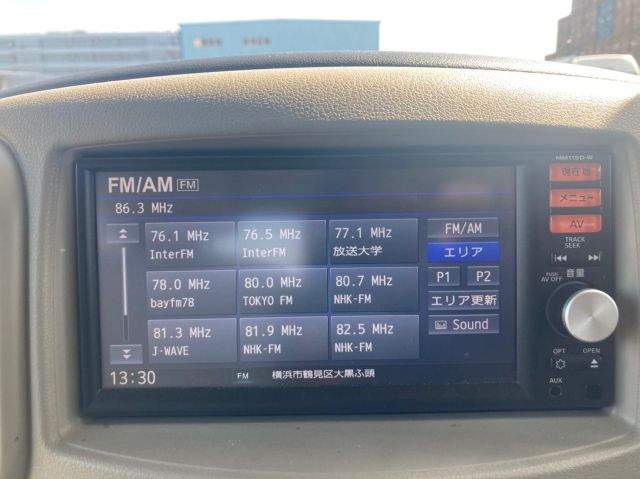 MM115D-W
FM/AM FM
現在地
86.3 MHz
メニュー
AV
76.1 MHz
InterFM
76.5 MHz
InterFM
77.1 MHz
放送大学
FM/AM
エリア
TRACK
SEEK
78.0 MHz
bayfm78
80.0 MHz
TOKYO FM
80.7 MHz
NHK-FM
P1 P2
エリア更新
PUSH
AV OFF
音量
81.3 MHz
J-WAVE
81.9 MHz
NHK-FM
82.5 MHz
NHK-FM
Sound
OPT OPEN
13:30 FM 横浜市鶴見区大黒ふ頭
AUX